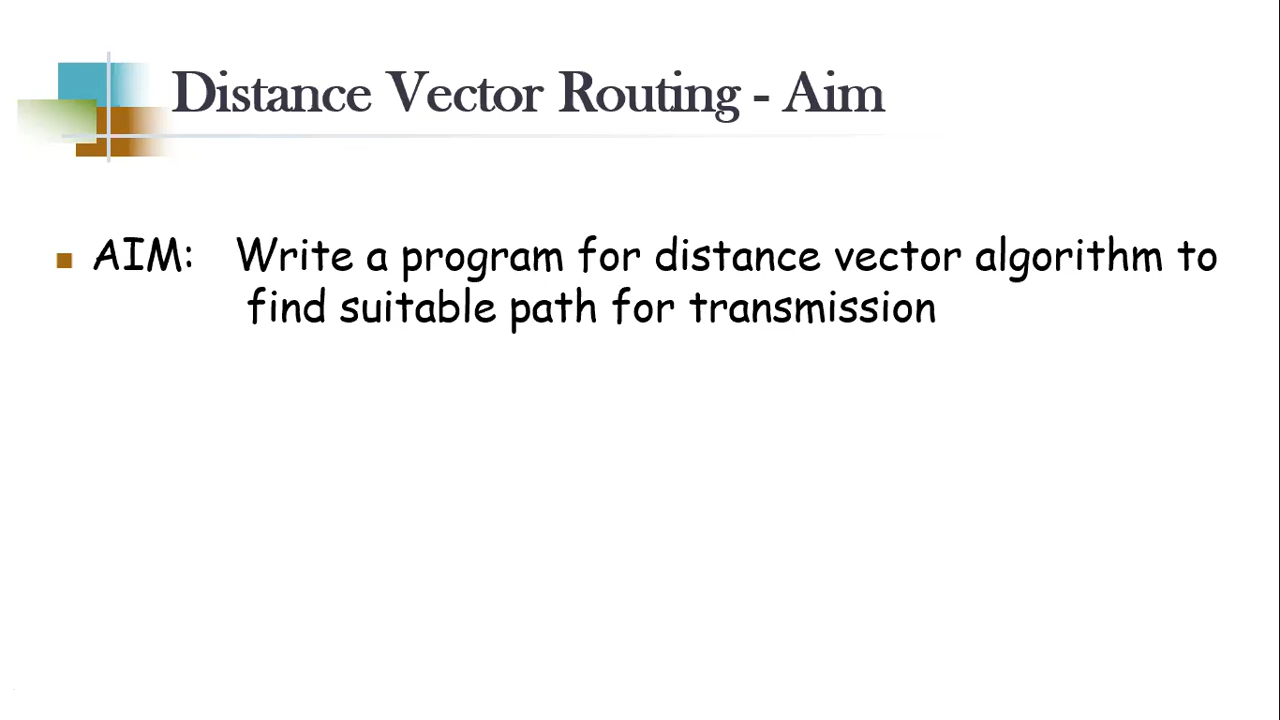 Distance Vector Routing - Aim
AIM: Write a program for distance vector algorithm to
find suitable path for transmission